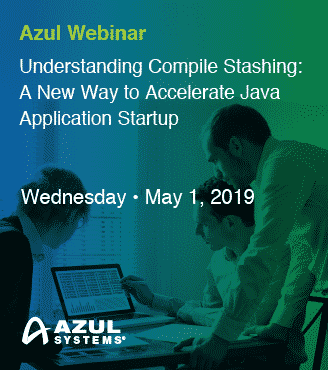 Azul Webinar
Understanding Compile Stashing:
A New Way to Accelerate Java
Application Startup
Wednesday • May 1, 2019
AZUL
SYSTEMS®